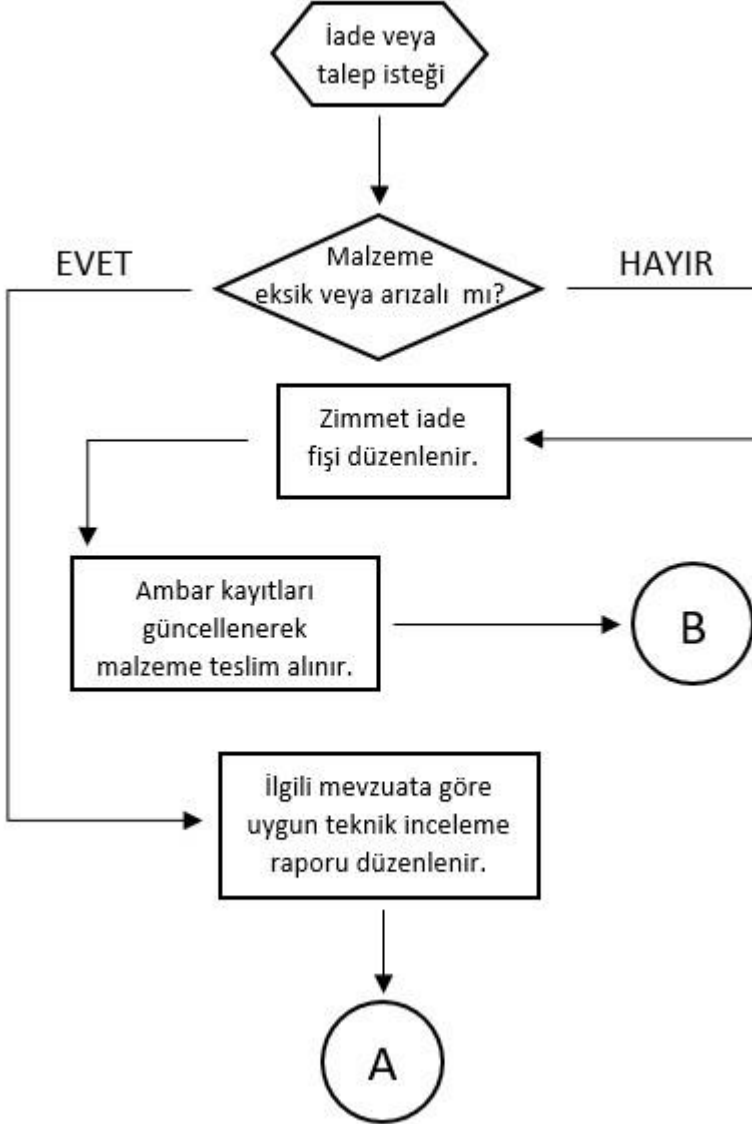 İade veya
talep isteği
EVET
Malzeme
eksik veya arızalı mı?
HAYIR
Zimmet iade
fişi düzenlenir.
Ambar kayıtları
güncellenerek
malzeme teslim alınır.
B
İlgili mevzuata göre
uygun teknik inceleme
raporu düzenlenir.
A